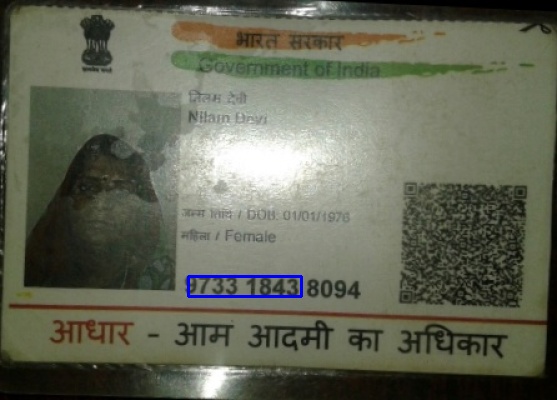 भारत सरकार
Government of India
निलम देवी
Nilam Devi
जन्म तिथि / DOB: 01/01/1976
महिला / Female
9733 1843 8094
आधार - आम आदमी का अधिकार